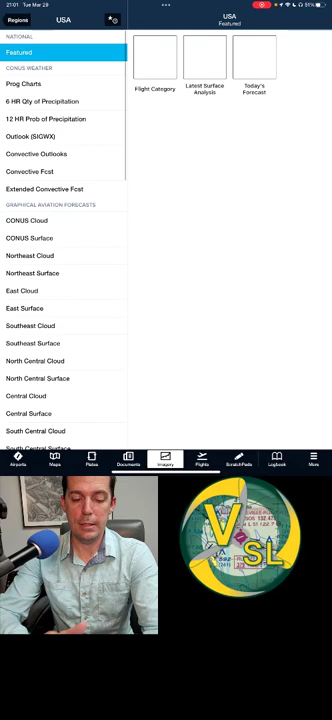 21:01 Tue Mar 29
51%
Regions
USA
USA
Featured
NATIONAL
Featured
CONUS WEATHER
Prog Charts
6 HR Qty of Precipitation
12 HR Prob of Precipitation
Outlook (SIGWX)
Convective Outlooks
Convective Fcst
Extended Convective Fcst
GRAPHICAL AVIATION FORECASTS
CONUS Cloud
CONUS Surface
Northeast Cloud
Northeast Surface
East Cloud
East Surface
Southeast Cloud
Southeast Surface
North Central Cloud
North Central Surface
Central Cloud
Central Surface
South Central Cloud
South Central Surface
Flight Category
Latest Surface
Analysis
Today's
Forecast
Airports
Maps
Plates
Documents
Imagery
Flights
ScratchPads
Logbook
More
VSL